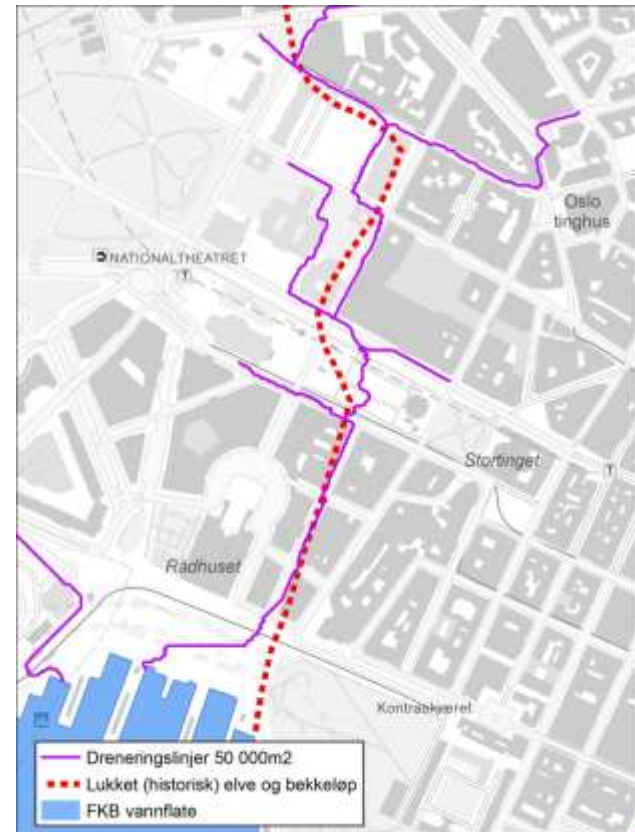 Oslo
tinghus
NATIONALTHEATRET
T
Stortinget
T
Rådhuset
Kontraskjæret
Dreneringslinjer 50 000m2
Lukket (historisk) elve og bekkeløp
FKB vannflate